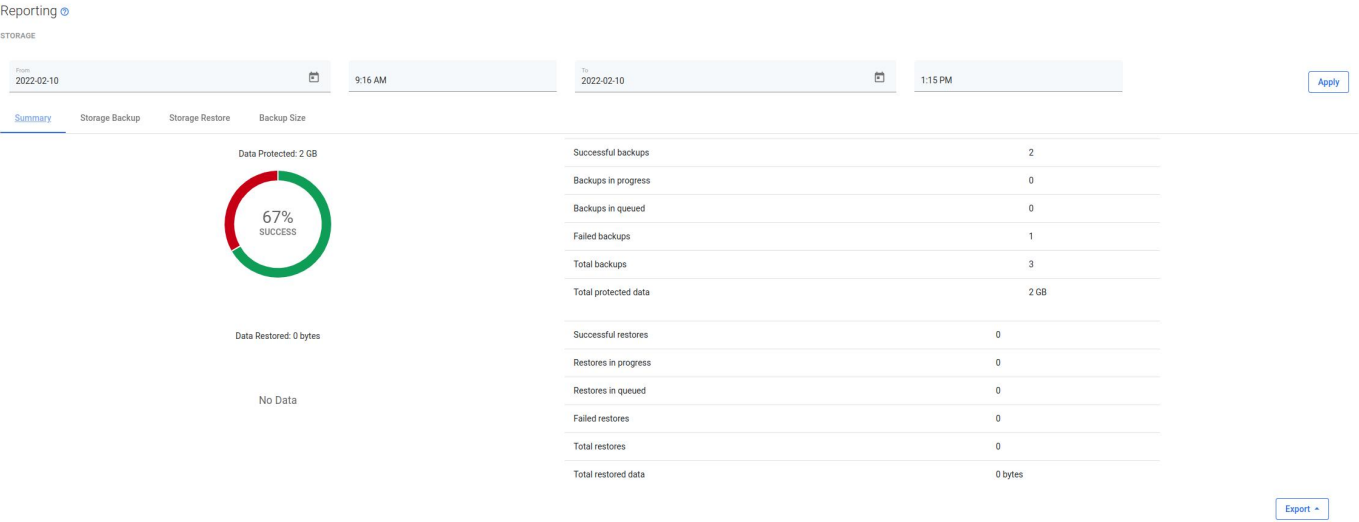 Reporting
STORAGE
From
2022-02-10
9:16 AM
To
2022-02-10
1:15 PM
Apply
Summary Storage Backup Storage Restore Backup Size
Data Protected: 2 GB
67%
SUCCESS
Successful backups 2
Backups in progress 0
Backups in queued 0
Failed backups 1
Total backups 3
Total protected data 2 GB
Data Restored: 0 bytes
No Data
Successful restores 0
Restores in progress 0
Restores in queued 0
Failed restores 0
Total restores 0
Total restored data 0 bytes
Export